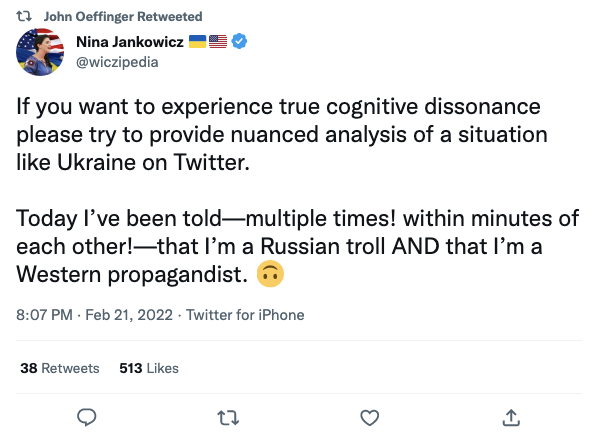 John Oeffinger Retweeted
Nina Jankowicz 🇺🇦🇺🇸
@wiczipedia
If you want to experience true cognitive dissonance
please try to provide nuanced analysis of a situation
like Ukraine on Twitter.
Today I’ve been told—multiple times! within minutes of
each other!—that I’m a Russian troll AND that I’m a
Western propagandist. 🙃
8:07 PM · Feb 21, 2022 · Twitter for iPhone
38 Retweets 513 Likes